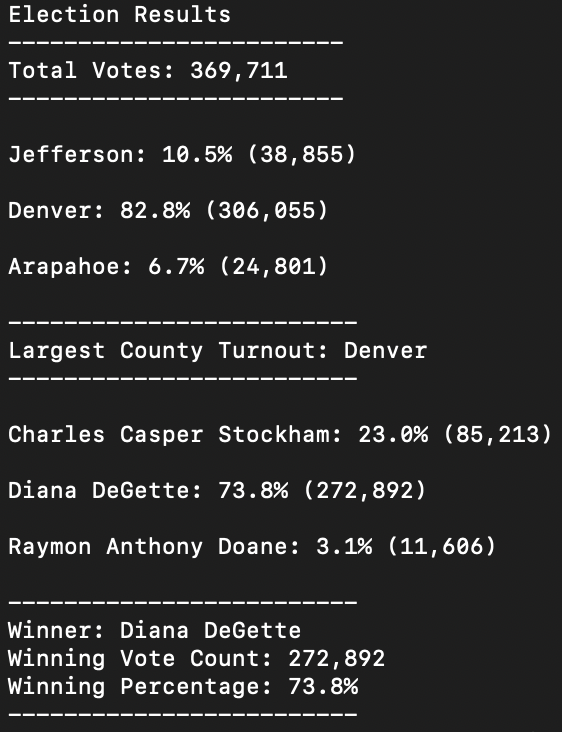 Election Results
------------------------
Total Votes: 369,711
------------------------
Jefferson: 10.5% (38,855)
Denver: 82.8% (306,055)
Arapahoe: 6.7% (24,801)
-------------------------
Largest County Turnout: Denver
-------------------------
Charles Casper Stockham: 23.0% (85,213)
Diana DeGette: 73.8% (272,892)
Raymon Anthony Doane: 3.1% (11,606)
-------------------------
Winner: Diana DeGette
Winning Vote Count: 272,892
Winning Percentage: 73.8%
-------------------------